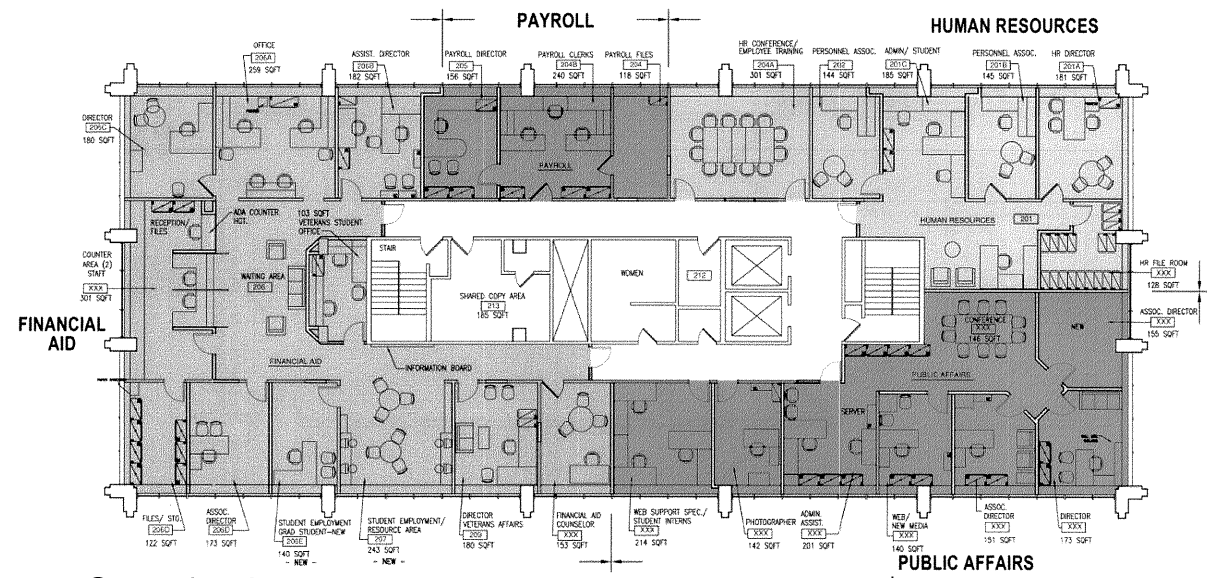 PAYROLL
HUMAN RESOURCES
OFFICE
206A
259 SQFT
ASSIST. DIRECTOR
206B
182 SQFT
PAYROLL DIRECTOR
205
156 SQFT
PAYROLL CLERKS
204B
240 SQFT
PAYROLL FILES
204
118 SQFT
HR CONFERENCE/
EMPLOYEE TRAINING
204A
301 SQFT
PERSONNEL ASSOC.
202
144 SQFT
ADMIN/ STUDENT
201C
185 SQFT
PERSONNEL ASSOC.
201B
145 SQFT
HR DIRECTOR
201A
181 SQFT
DIRECTOR
206C
180 SQFT
PAYROLL
RECEPTION/
FILES
ADA COUNTER
HGT.
103 SQFT
VETERANS STUDENT
OFFICE
HUMAN RESOURCES
201
COUNTER
AREA (2)
STAFF
XXX
301 SQFT
WAITING AREA
206
STAIR
SHARED COPY AREA
213
185 SQFT
WOMEN
212
HR FILE ROOM
XXX
128 SQFT
FINANCIAL
AID
CONFERENCE
XXX
146 SQFT
NEW
ASSOC. DIRECTOR
XXX
155 SQFT
FINANCIAL AID
INFORMATION BOARD
PUBLIC AFFAIRS
SERVER
FILES/ STG.
206D
122 SQFT
ASSOC.
DIRECTOR
206D
173 SQFT
STUDENT EMPLOYMENT
GRAD STUDENT-NEW
206E
140 SQFT
- NEW -
STUDENT EMPLOYMENT/
RESOURCE AREA
207
243 SQFT
- NEW -
DIRECTOR
VETERANS AFFAIRS
209
180 SQFT
FINANCIAL AID
COUNSELOR
XXX
153 SQFT
WEB SUPPORT SPEC./
STUDENT INTERNS
XXX
214 SQFT
PHOTOGRAPHER
XXX
142 SQFT
ADMIN.
ASSIST.
XXX
201 SQFT
WEB/
NEW MEDIA
XXX
140 SQFT
ASSOC.
DIRECTOR
XXX
151 SQFT
DIRECTOR
XXX
173 SQFT
PUBLIC AFFAIRS